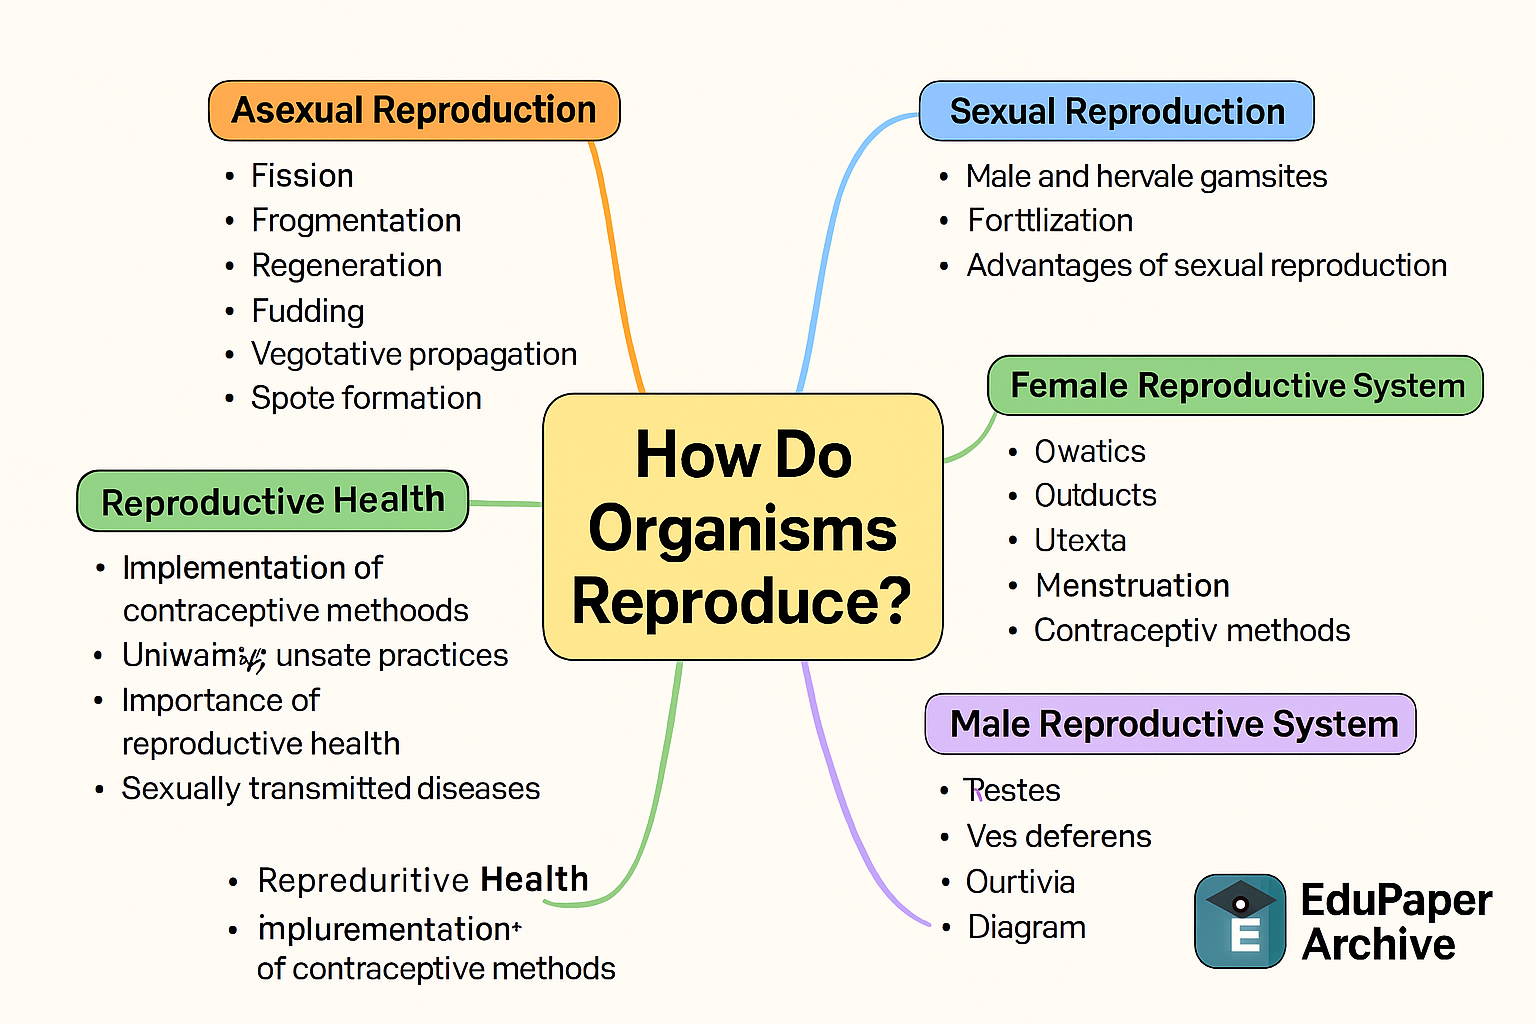 Asexual Reproduction
• Fission
• Frogmentation
• Regeneration
• Fudding
• Vegotative propagation
• Spote formation
Sexual Reproduction
• Male and hervale gamsites
• Forttlization
• Advantages of sexual reproduction
How Do
Organisms
Reproduce?
Female Reproductive System
• Owatics
• Outducts
• Utexta
• Menstruation
• Contraceptiv methods
Reproductive Health
• Implementation of
contraceptive methoods
• unsate practices
• Importance of
reproductive health
• Sexually transmitted diseases
• Repreduritive Health
• implurementation+
of contraceptive methods
Male Reproductive System
• Testes
• Ves deferens
• Ourtivia
• Diagram
E
EduPaper
Archive